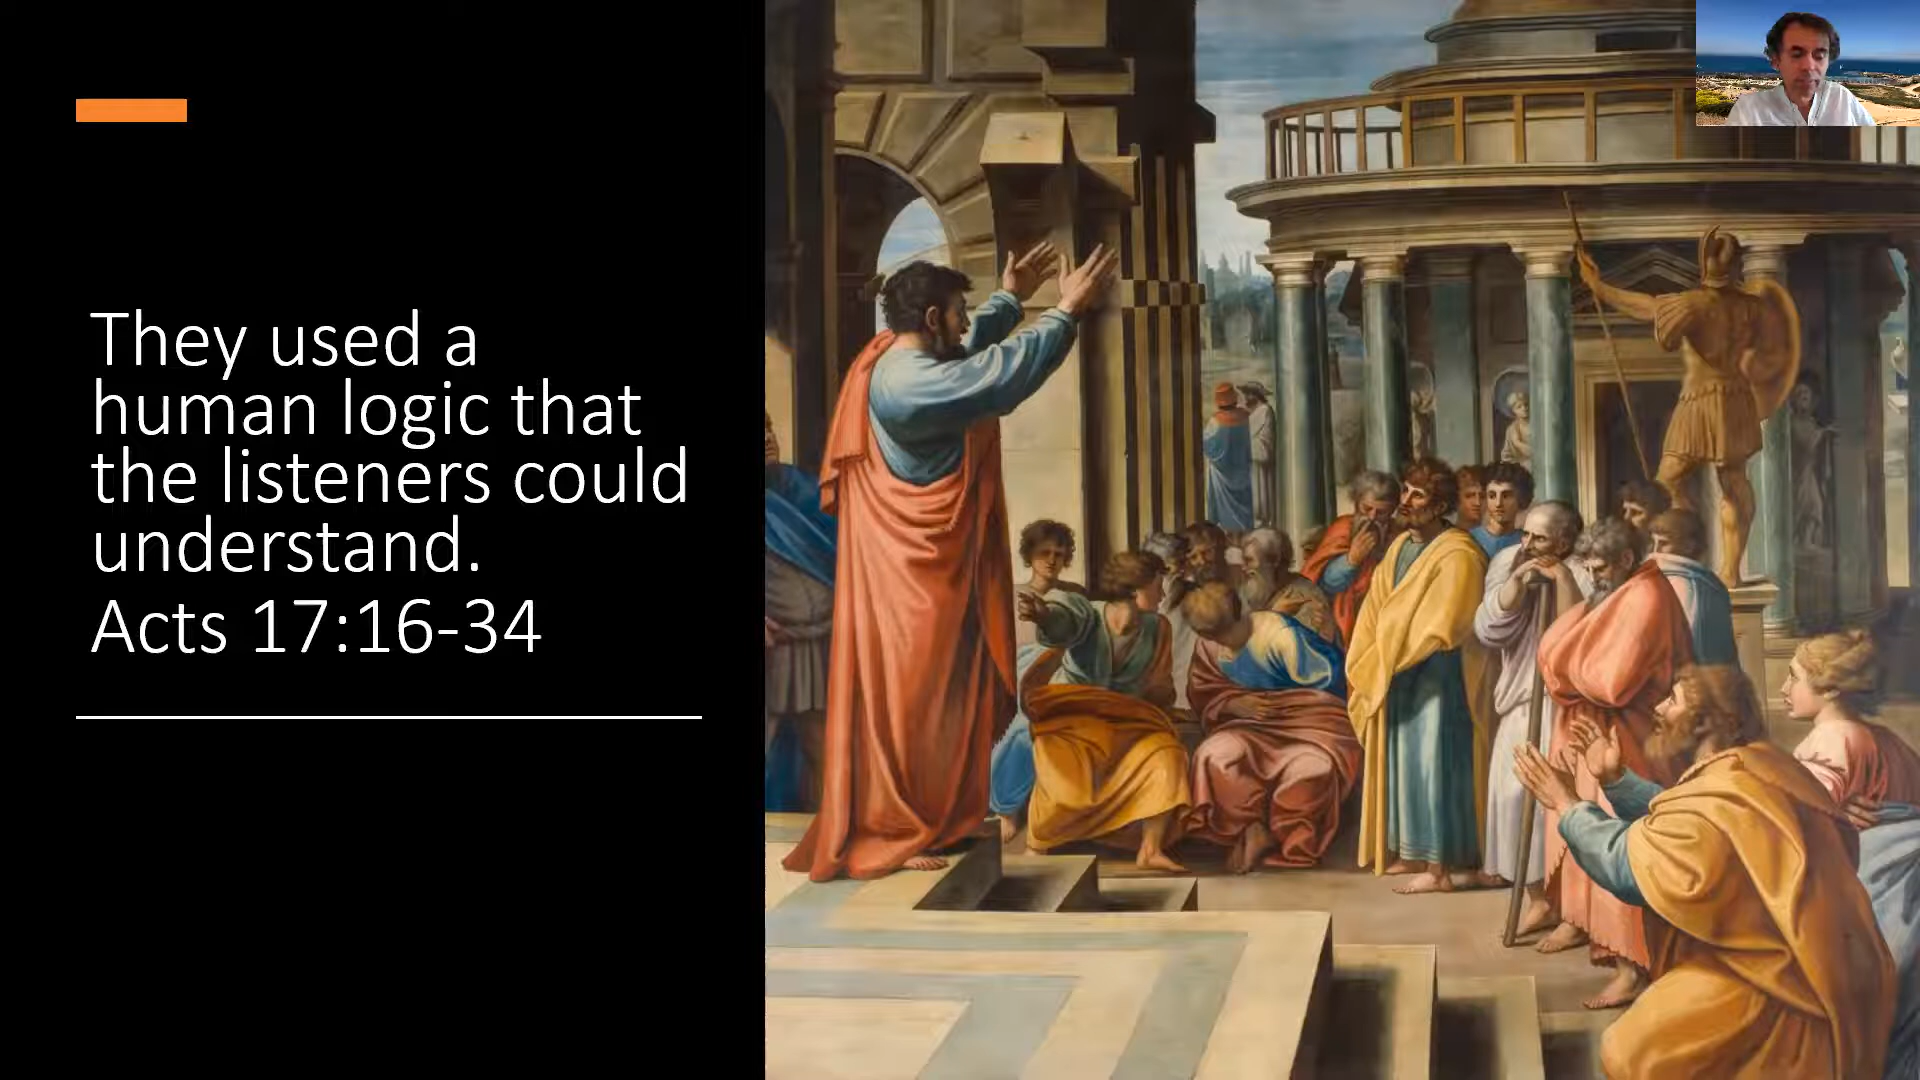 They used a
human logic that
the listeners could
understand.
Acts 17:16-34